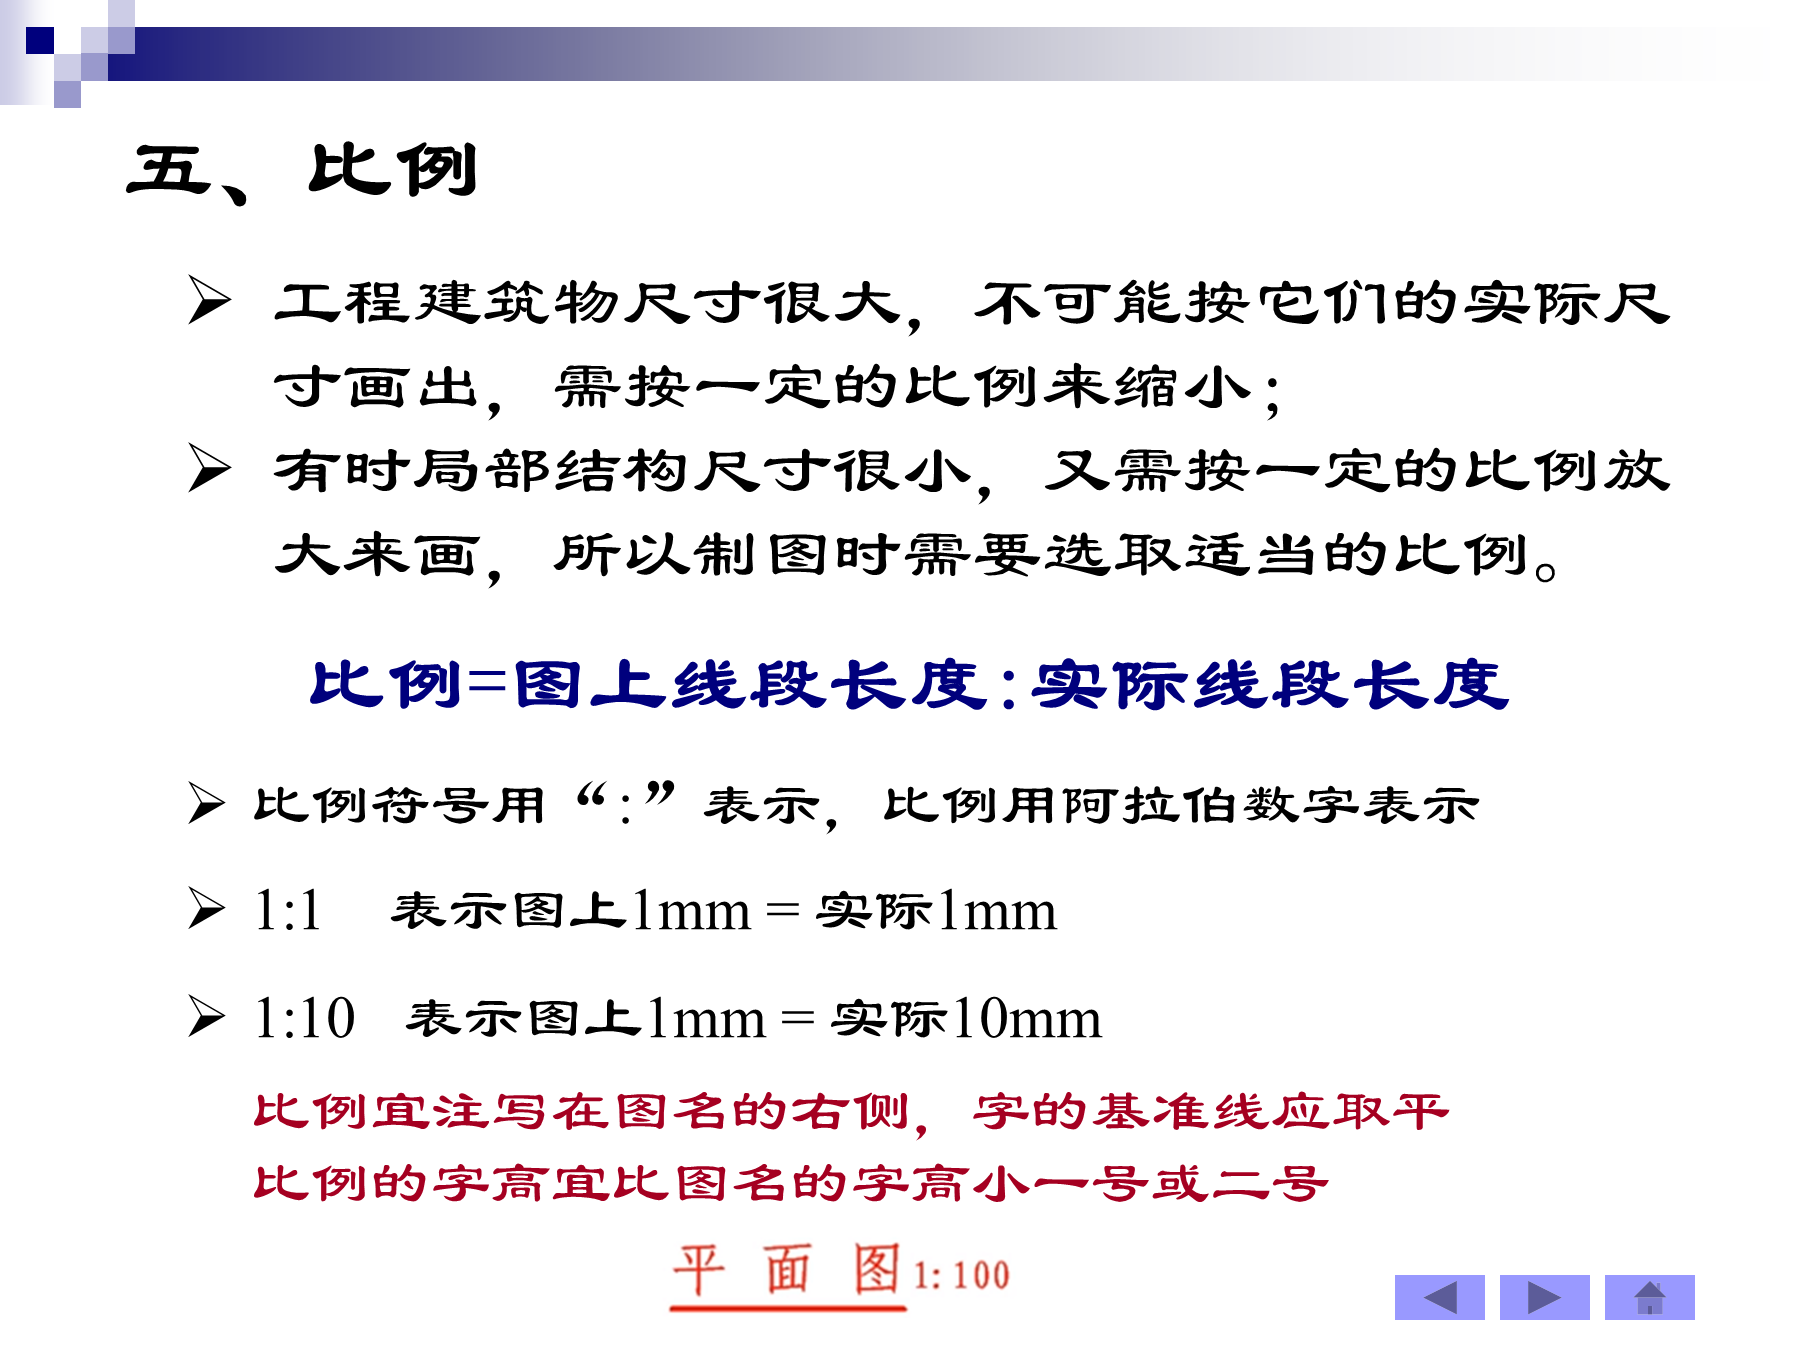 五、比例
工程建筑物尺寸很大，不可能按它们的实际尺
寸画出，需按一定的比例来缩小；
有时局部结构尺寸很小，又需按一定的比例放
大来画，所以制图时需要选取适当的比例。
比例=图上线段长度:实际线段长度
比例符号用“:”表示，比例用阿拉伯数字表示
1:1 表示图上1mm = 实际1mm
1:10 表示图上1mm = 实际10mm
比例宜注写在图名的右侧，字的基准线应取平
比例的字高宜比图名的字高小一号或二号
平 面 图 1: 100